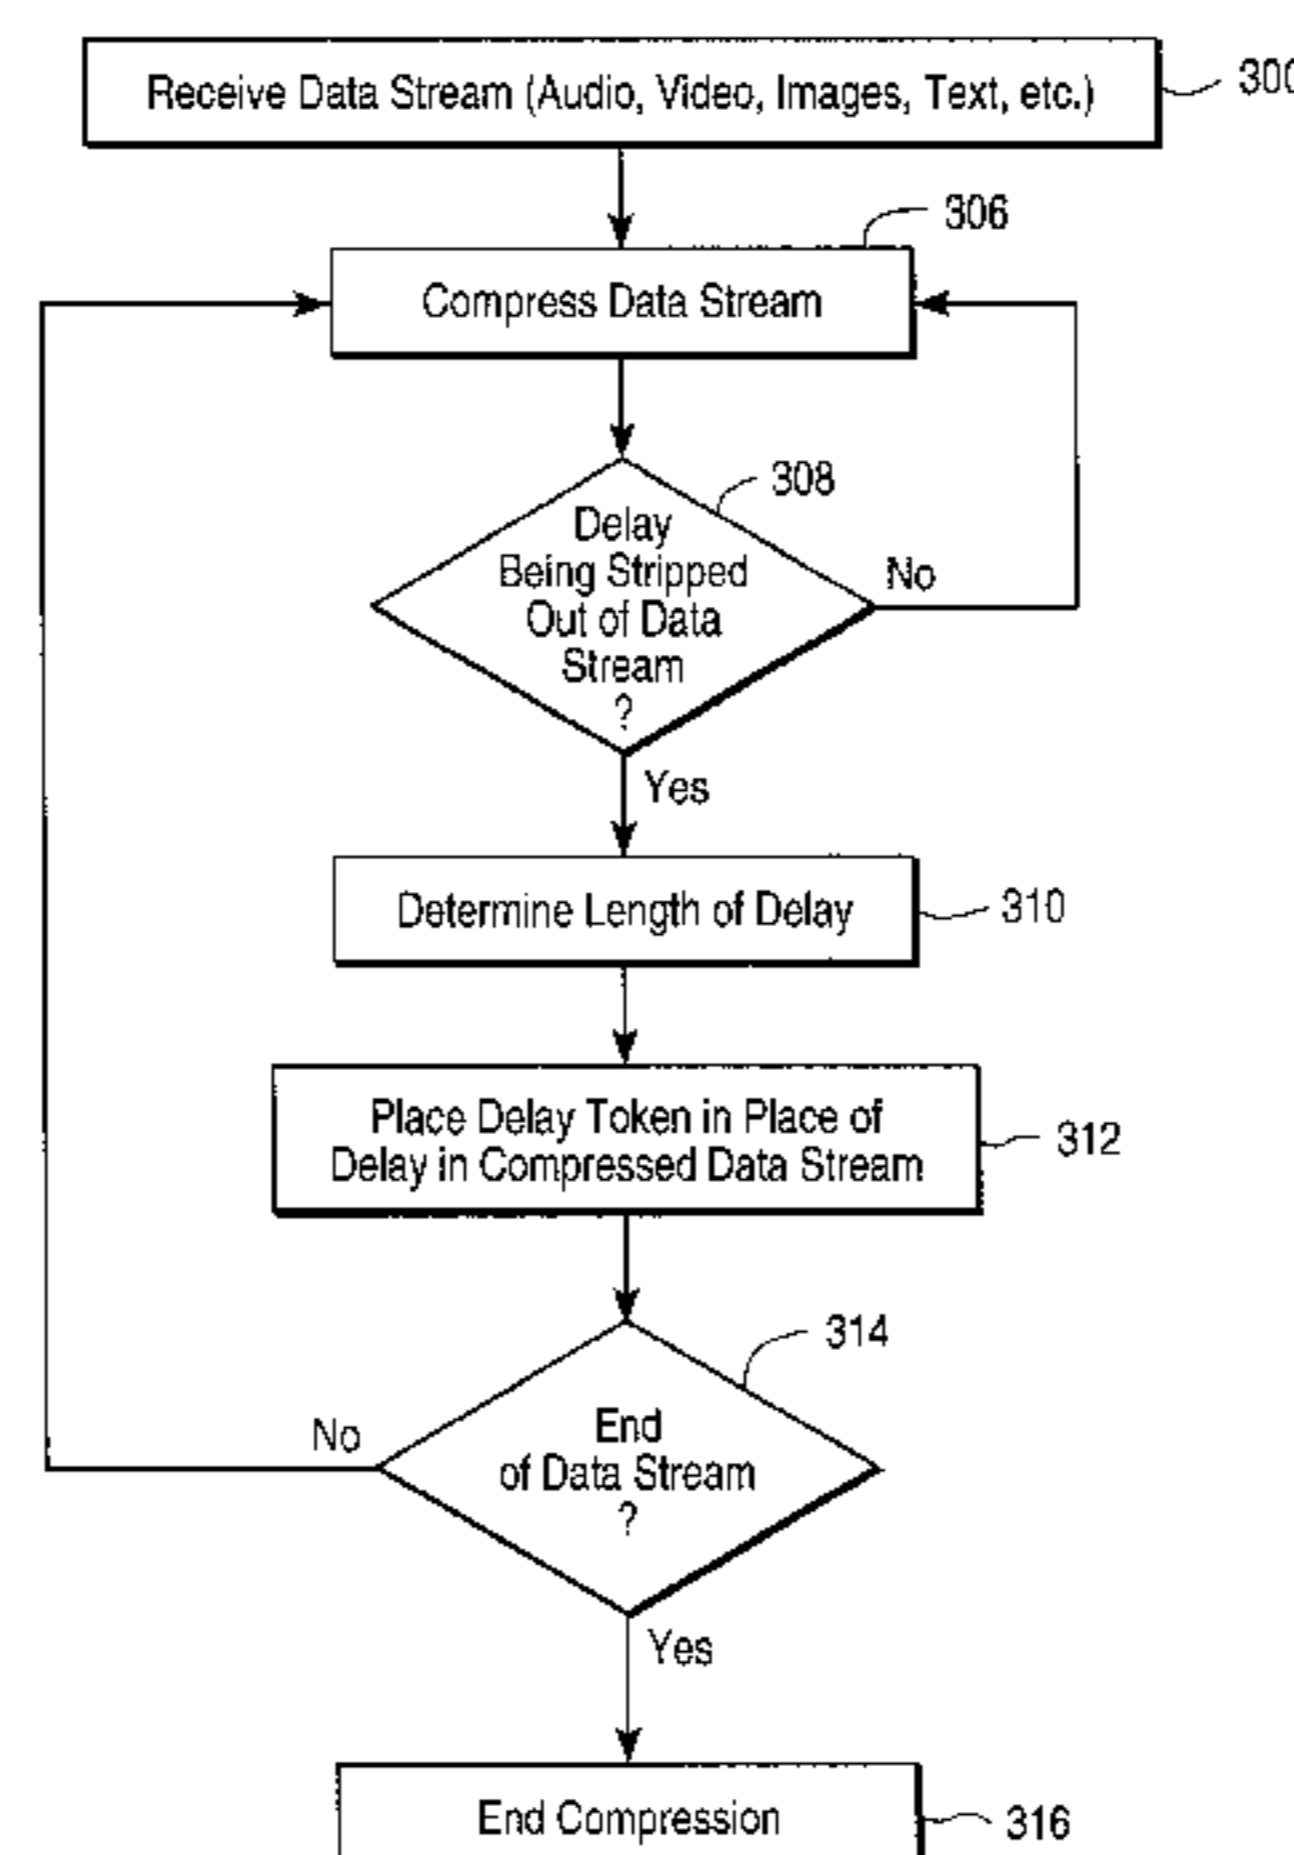 Receive Data Stream (Audio, Video, Images, Text, etc.)
300
306
Compress Data Stream
308
Delay
Being Stripped
Out of Data
Stream
?
No
Yes
Determine Length of Delay
310
Place Delay Token in Place of
Delay in Compressed Data Stream
312
314
End
of Data Stream
?
No
Yes
End Compression
316